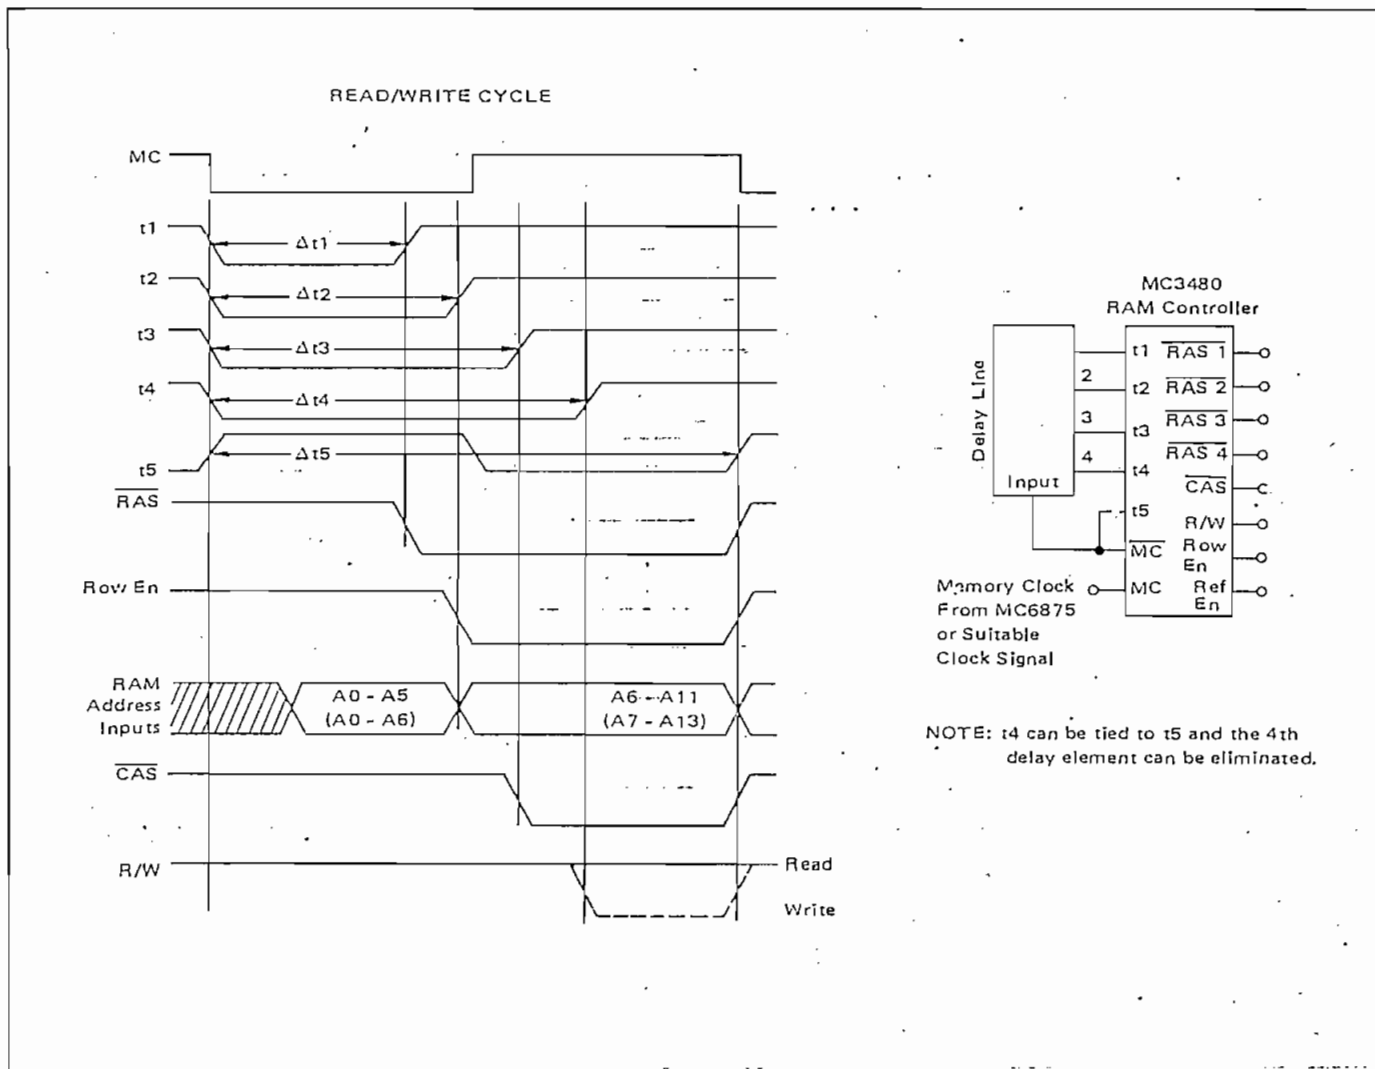 READ/WRITE CYCLE
MC
t1
Δt1
t2
Δt2
t3
Δt3
t4
Δt4
t5
Δt5
RAS
Row En
RAM
Address
Inputs
A0 - A5
(A0 - A6)
A6 - A11
(A7 - A13)
CAS
R/W
Read
Write
MC3480
RAM Controller
Delay Line
Input
2
3
4
t1
t2
t3
t4
t5
MC
MC
RAS 1
RAS 2
RAS 3
RAS 4
CAS
R/W
Row
En
Ref
En
Memory Clock
From MC6875
or Suitable
Clock Signal
NOTE: t4 can be tied to t5 and the 4th
delay element can be eliminated.